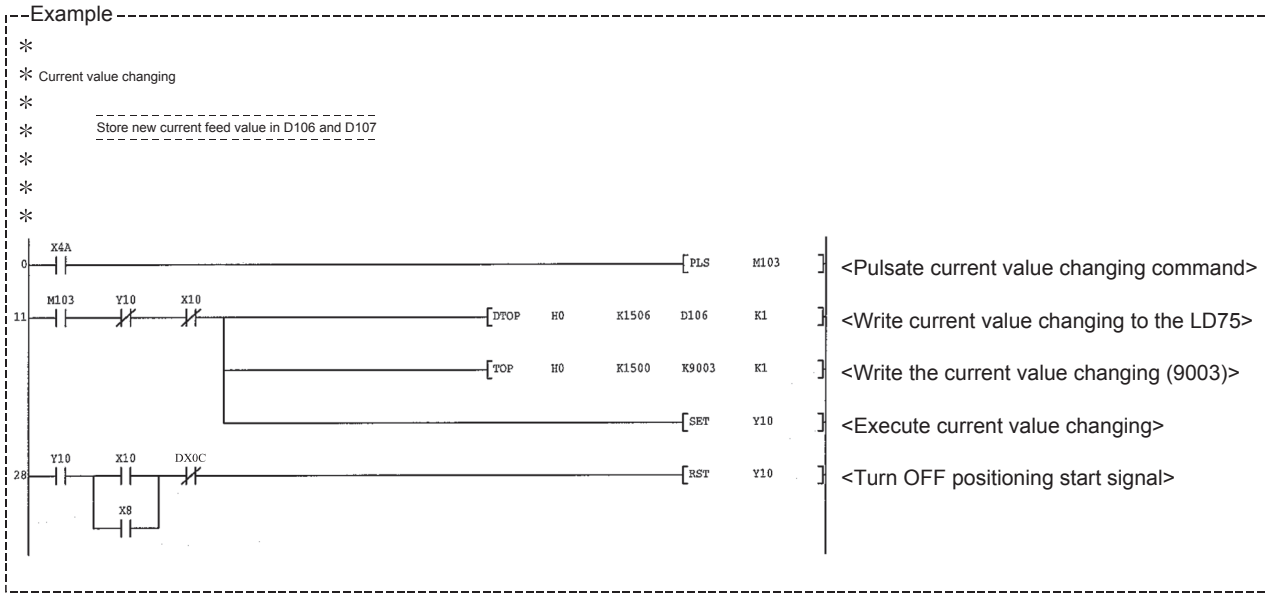 Example
*
* Current value changing
*
* Store new current feed value in D106 and D107
*
*
*
X4A
0 PLS M103 <Pulsate current value changing command>
M103 Y10 X10
11 DTOP H0 K1506 D106 K1 <Write current value changing to the LD75>
TOP H0 K1500 K9003 K1 <Write the current value changing (9003)>
SET Y10 <Execute current value changing>
Y10 X10 DX0C
28 RST Y10 <Turn OFF positioning start signal>
X8